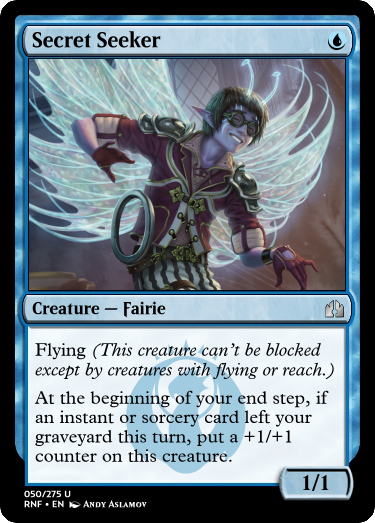 Secret Seeker
Creature — Fairie
Flying (This creature can't be blocked
except by creatures with flying or reach.)
At the beginning of your end step, if
an instant or sorcery card left your
graveyard this turn, put a +1/+1
counter on this creature.
1/1
050/275 U
RNF • EN Andy Aslamov